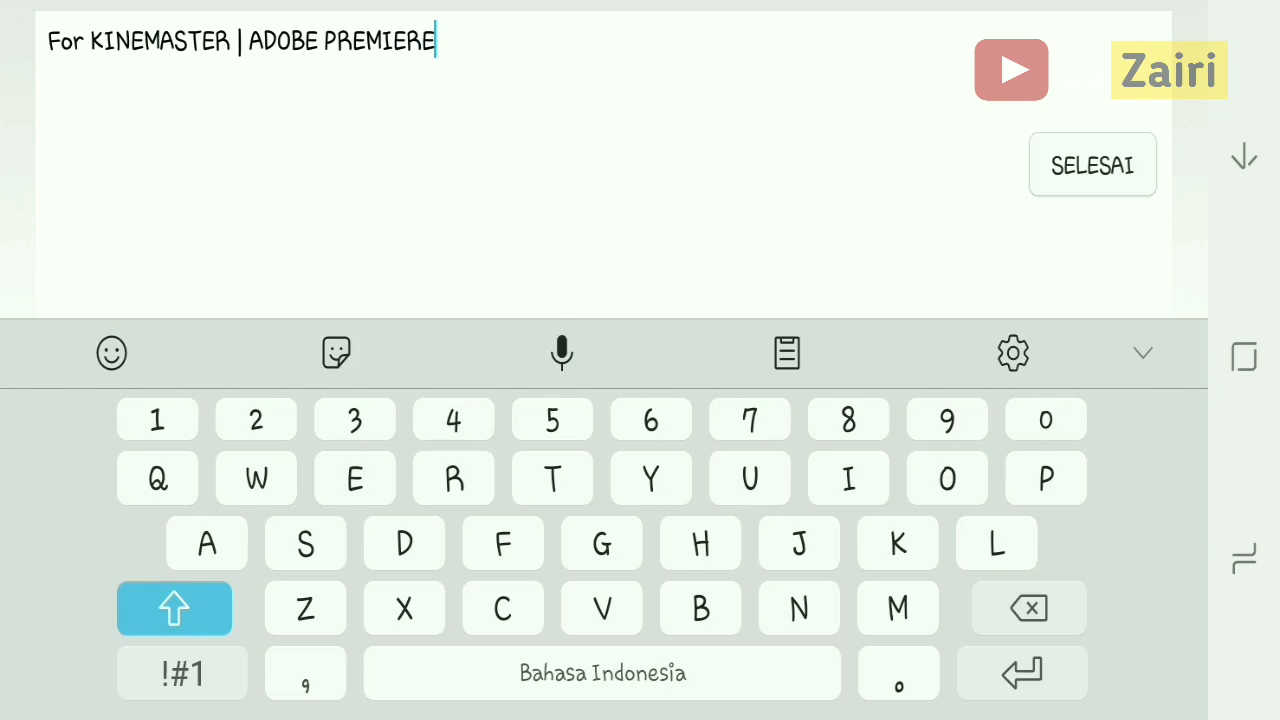 For KINEMASTER | ADOBE PREMIERE
Zairi
SELESAI
1 2 3 4 5 6 7 8 9 0
Q W E R T Y U I O P
A S D F G H J K L
Z X C V B N M
!#1 , Bahasa Indonesia .